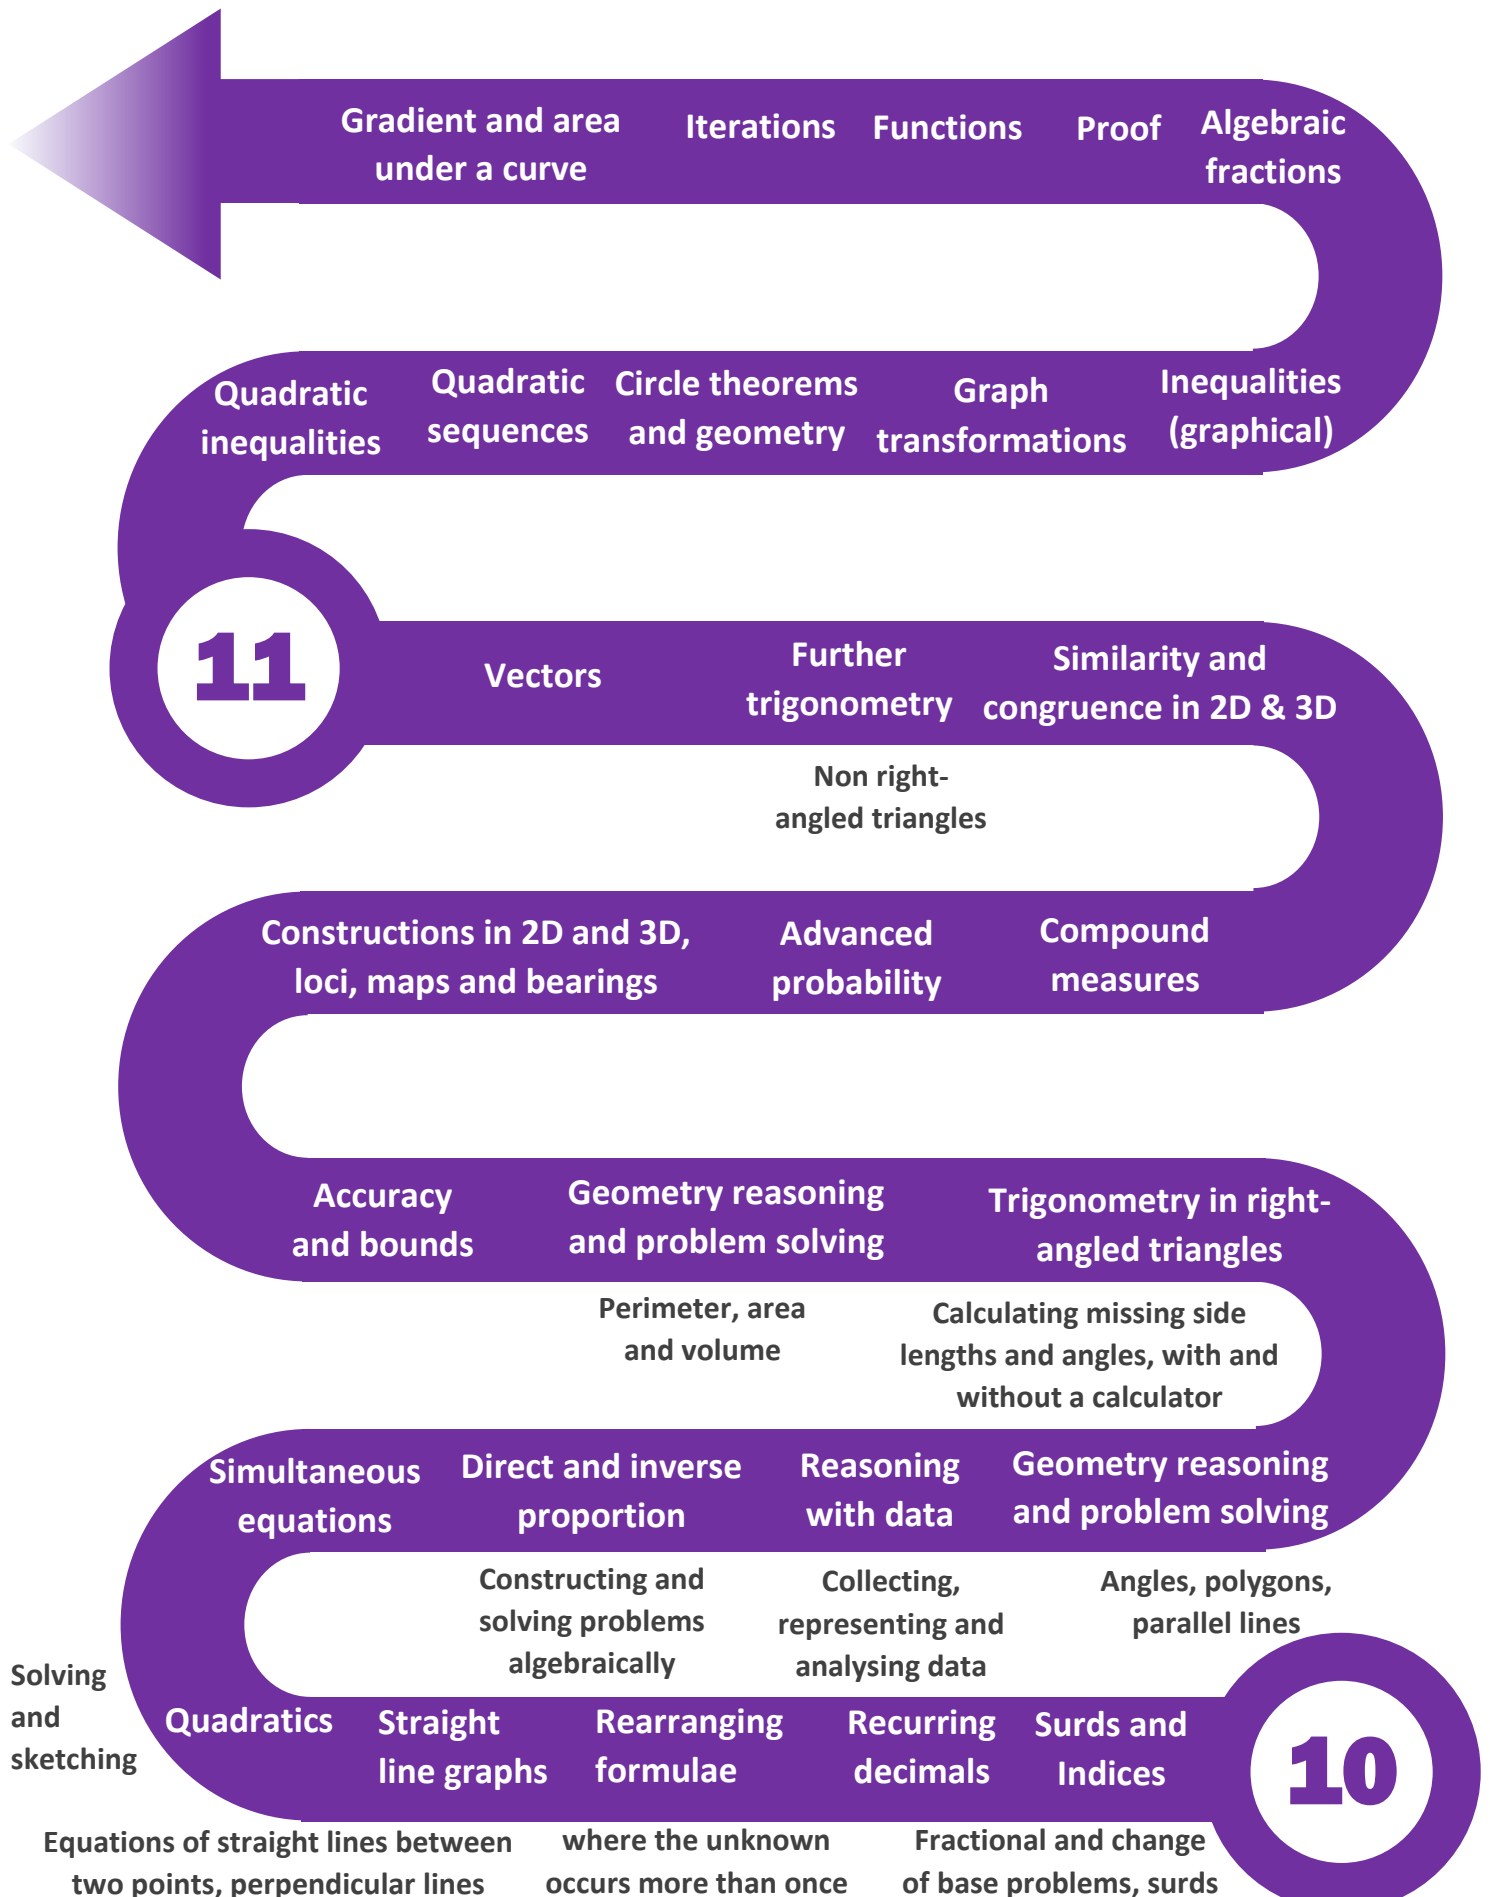 Gradient and area
under a curve
Iterations
Functions
Proof
Algebraic
fractions
Quadratic
inequalities
Quadratic
sequences
Circle theorems
and geometry
Graph
transformations
Inequalities
(graphical)
11
Vectors
Further
trigonometry
Similarity and
congruence in 2D & 3D
Non right-
angled triangles
Constructions in 2D and 3D,
loci, maps and bearings
Advanced
probability
Compound
measures
Accuracy
and bounds
Geometry reasoning
and problem solving
Trigonometry in right-
angled triangles
Perimeter, area
and volume
Calculating missing side
lengths and angles, with and
without a calculator
Simultaneous
equations
Direct and inverse
proportion
Reasoning
with data
Geometry reasoning
and problem solving
Constructing and
solving problems
algebraically
Collecting,
representing and
analysing data
Angles, polygons,
parallel lines
Solving
and
sketching
Quadratics
Straight
line graphs
Rearranging
formulae
Recurring
decimals
Surds and
Indices
10
Equations of straight lines between
two points, perpendicular lines
where the unknown
occurs more than once
Fractional and change
of base problems, surds